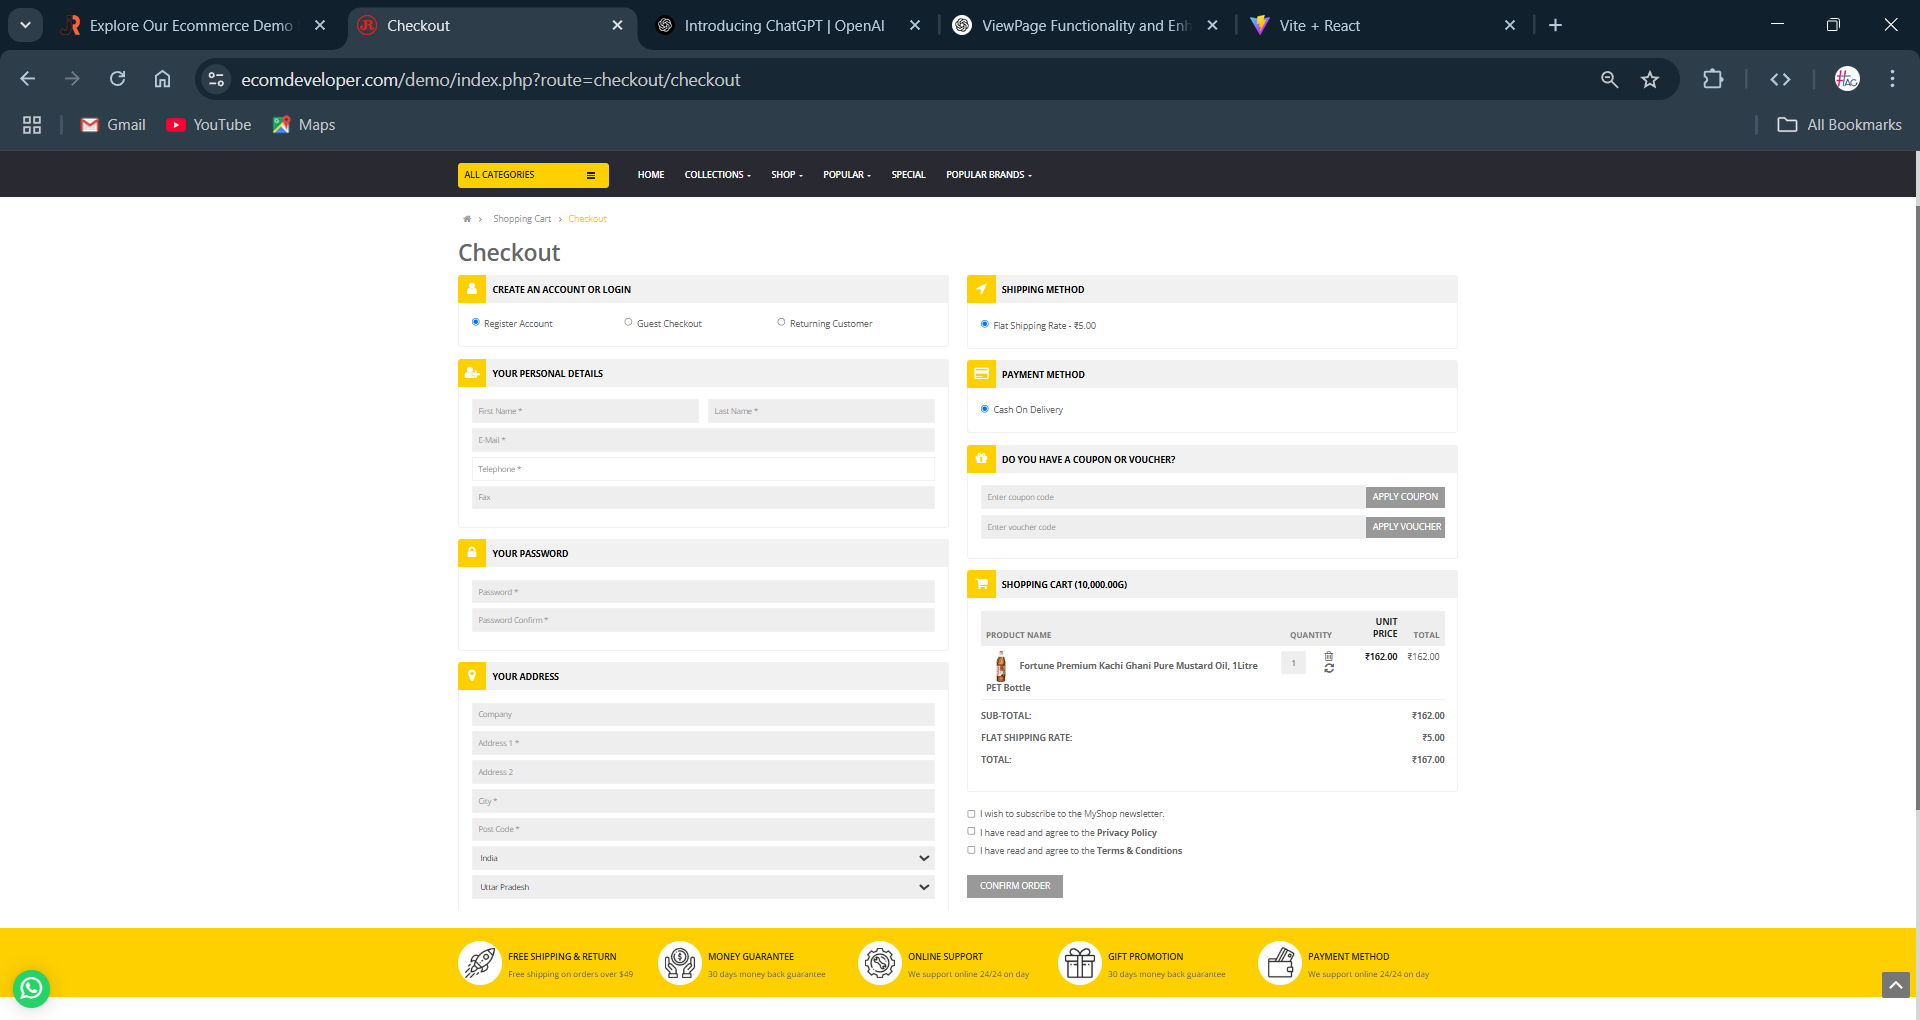 Explore Our Ecommerce Demo
Checkout
Introducing ChatGPT | OpenAI
ViewPage Functionality and Enh
Vite + React
ecomdeveloper.com/demo/index.php?route=checkout/checkout
Gmail
YouTube
Maps
All Bookmarks
ALL CATEGORIES
HOME
COLLECTIONS
SHOP
POPULAR
SPECIAL
POPULAR BRANDS
Shopping Cart
Checkout
Checkout
CREATE AN ACCOUNT OR LOGIN
Register Account
Guest Checkout
Returning Customer
YOUR PERSONAL DETAILS
First Name *
Last Name *
E-Mail *
Telephone *
Fax
YOUR PASSWORD
Password *
Password Confirm *
YOUR ADDRESS
Company
Address 1 *
Address 2
City *
Post Code *
India
Uttar Pradesh
SHIPPING METHOD
Flat Shipping Rate - ₹5.00
PAYMENT METHOD
Cash On Delivery
DO YOU HAVE A COUPON OR VOUCHER?
Enter coupon code
APPLY COUPON
Enter voucher code
APPLY VOUCHER
SHOPPING CART (10,000.00G)
PRODUCT NAME
QUANTITY
UNIT
PRICE
TOTAL
Fortune Premium Kachi Ghani Pure Mustard Oil, 1Litre
PET Bottle
1
₹162.00
₹162.00
SUB-TOTAL:
₹162.00
FLAT SHIPPING RATE:
₹5.00
TOTAL:
₹167.00
I wish to subscribe to the MyShop newsletter.
I have read and agree to the Privacy Policy
I have read and agree to the Terms & Conditions
CONFIRM ORDER
FREE SHIPPING & RETURN
Free shipping on orders over $49
MONEY GUARANTEE
30 days money back guarantee
ONLINE SUPPORT
We support online 24/24 on day
GIFT PROMOTION
30 days money back guarantee
PAYMENT METHOD
We support online 24/24 on day